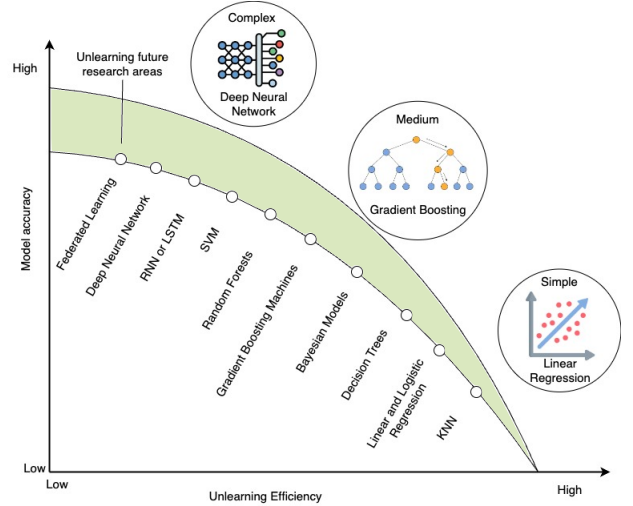 Complex
Deep Neural
Network
Unlearning future
research areas
High
Medium
Gradient Boosting
Model accuracy
Federated Learning
Deep Neural Network
RNN or LSTM
SVM
Random Forests
Gradient Boosting Machines
Bayesian Models
Decision Trees
Linear and Logistic
Regression
KNN
Simple
Linear
Regression
Low
Low
Unlearning Efficiency
High